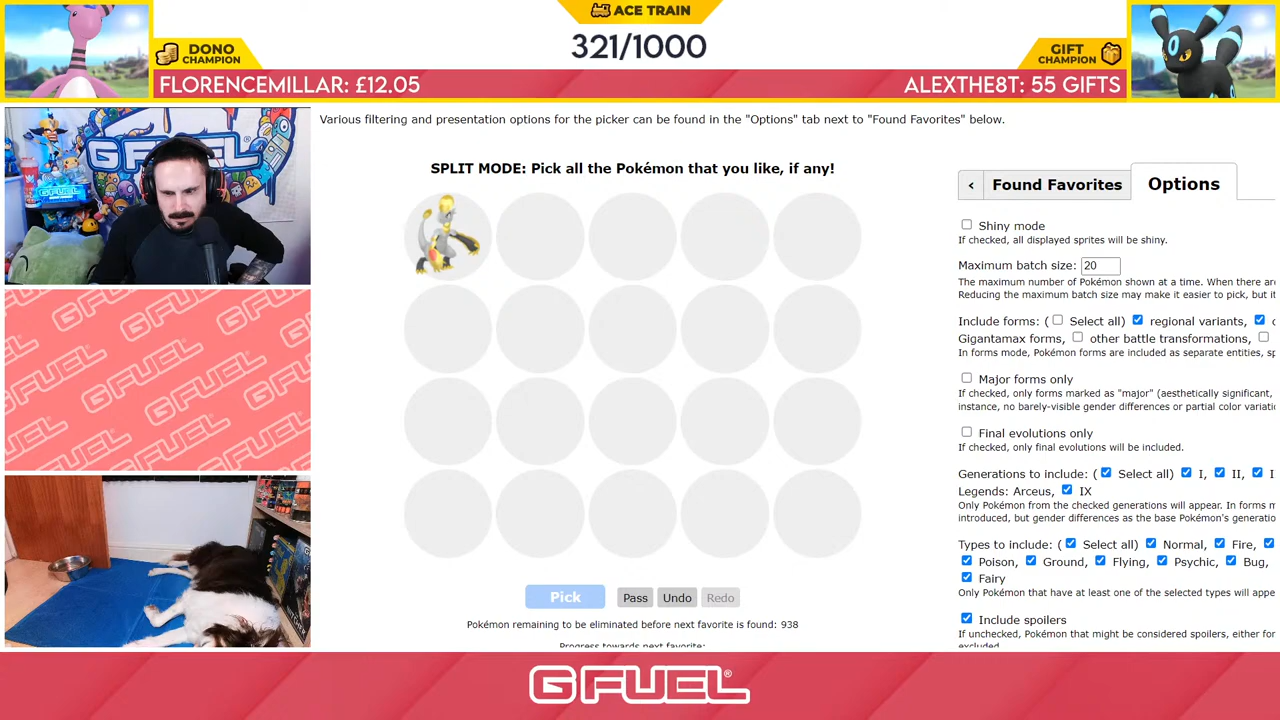 ACE TRAIN
321/1000
DONO
CHAMPION
GIFT
CHAMPION
FLORENCEMILLAR: £12.05
ALEXTHE8T: 55 GIFTS
Various filtering and presentation options for the picker can be found in the "Options" tab next to "Found Favorites" below.
SPLIT MODE: Pick all the Pokémon that you like, if any!
‹
Found Favorites
Options
Shiny mode
If checked, all displayed sprites will be shiny.
Maximum batch size: 20
The maximum number of Pokémon shown at a time. When there are
Reducing the maximum batch size may make it easier to pick, but it
Include forms: ( Select all) regional variants,
Gigantamax forms, other battle transformations,
In forms mode, Pokémon forms are included as separate entities,
Major forms only
If checked, only forms marked as "major" (aesthetically significant,
instance, no barely-visible gender differences or partial color
Final evolutions only
If checked, only final evolutions will be included.
Generations to include: ( Select all) I, II,
Legends: Arceus, IX
Only Pokémon from the checked generations will appear. In forms
introduced, but gender differences as the base Pokémon's
Types to include: ( Select all) Normal, Fire,
Poison, Ground, Flying, Psychic, Bug,
Fairy
Only Pokémon that have at least one of the selected types will
Include spoilers
If unchecked, Pokémon that might be considered spoilers, either for
excluded.
Pick
Pass
Undo
Redo
Pokémon remaining to be eliminated before next favorite is found: 938
Progress towards next favorite:
G FUEL
G FUEL
G FUEL®